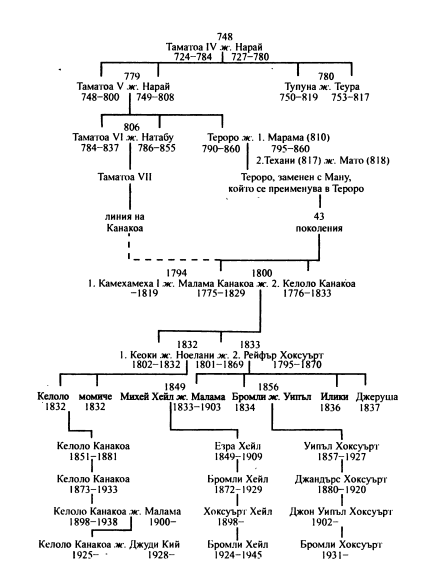 748
Таматоа IV ж. Нарай
724–784 727–780
779 780
Таматоа V ж. Нарай Тупуна ж. Теура
748–800 749–808 750–819 753–817
806
Таматоа VI ж. Натабу Тероро ж. 1. Марама (810)
784–837 786–855 790–860 795–860
2.Техани (817) ж. Мато (818)
Таматоа VII Тероро, заменен с Ману,
който се преименува в Тероро
линия на 43
Канакоа поколения
1794 1800
1. Камехамеха I ж. Малама Канакоа ж. 2. Келоло Канакоа
–1819 1775–1829 1776–1833
1832 1833
1. Кеоки ж. Ноелани ж. 2. Рейфър Хоксуърт
1802–1832 1801–1869 1795–1870
1849 1856
Келоло момиче Михей Хейл ж. Малама Бромли ж. Уипъл Илики Джеруша
1832 1832 1833–1903 1834 1836 1837
Келоло Канакоа Езра Хейл Уипъл Хоксуърт
1851–1881 1849–1909 1857–1927
Келоло Канакоа Бромли Хейл Джандърс Хоксуърт
1873–1933 1872–1929 1880–1920
Келоло Канакоа ж. Малама Хоксуърт Хейл Джон Уипъл Хоксуърт
1898–1938 1900– 1898– 1902–
Келоло Канакоа ж. Джуди Кий Бромли Хейл Бромли Хоксуърт
1925– 1928– 1924–1945 1931–